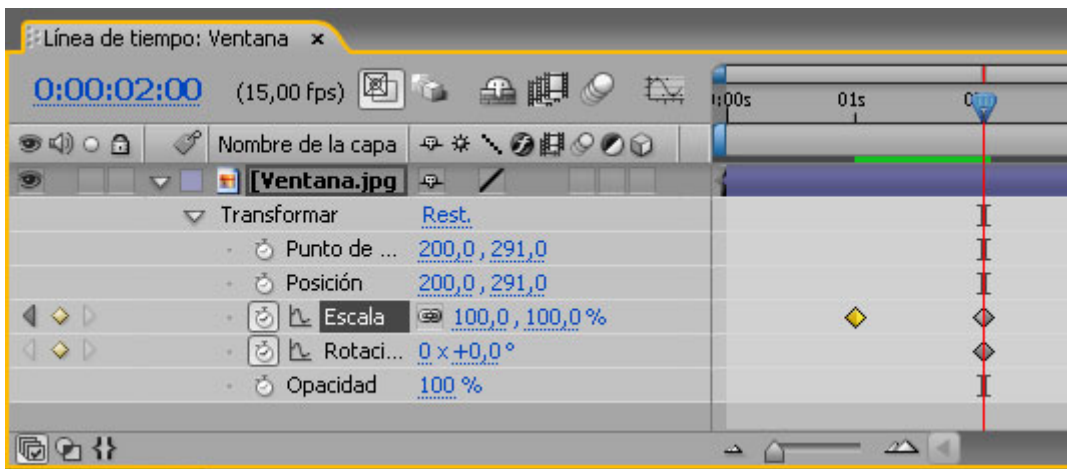 Línea de tiempo: Ventana ×
0:00:02:00 (15,00 fps)
:00s 01s
Nombre de la capa
[Ventana.jpg
Transformar Rest.
Punto de ... 200,0 , 291,0
Posición 200,0 , 291,0
Escala 100,0 , 100,0 %
Rotaci... 0 x +0,0 °
Opacidad 100 %